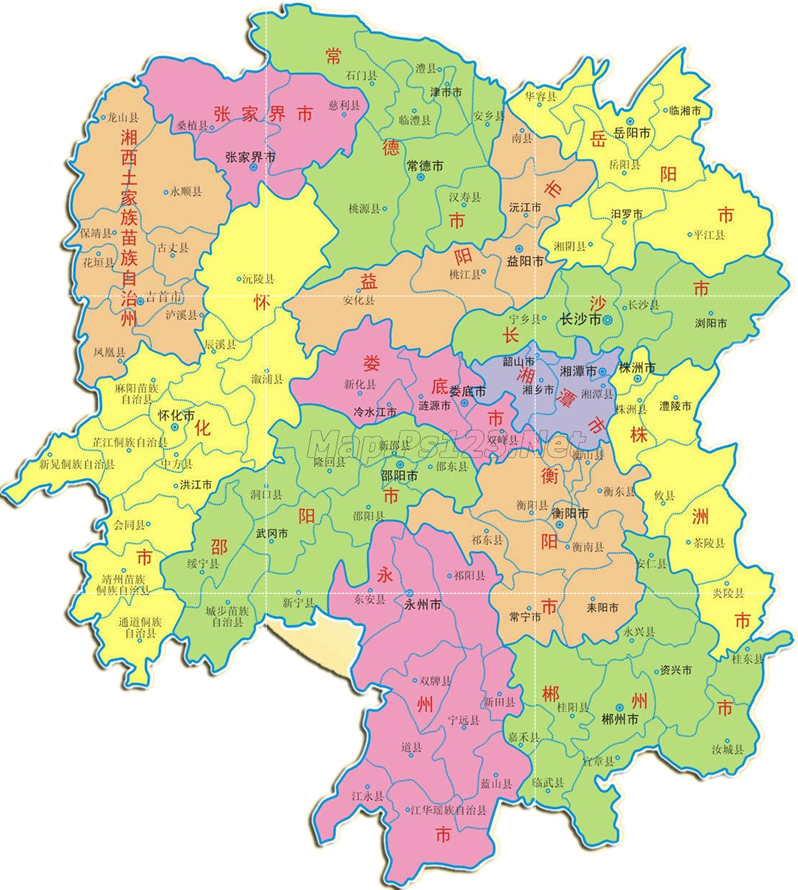 常德市
石门县
澧县
津市市
临澧县
安乡县
常德市
桃源县
汉寿县
张家界市
桑植县
慈利县
张家界市
湘西土家族苗族自治州
龙山县
永顺县
保靖县
花垣县
古丈县
吉首市
泸溪县
凤凰县
岳阳市
华容县
临湘市
岳阳市
岳阳县
汨罗市
湘阴县
平江县
益阳市
南县
沅江市
益阳市
桃江县
安化县
长沙市
宁乡县
长沙市
长沙县
浏阳市
怀化市
沅陵县
辰溪县
溆浦县
麻阳苗族
自治县
怀化市
芷江侗族自治县
新晃侗族自治县
中方县
洪江市
会同县
靖州苗族
侗族自治县
通道侗族
自治县
娄底市
新化县
冷水江市
涟源市
娄底市
双峰县
湘潭市
韶山市
湘潭市
湘乡市
湘潭县
株洲市
株洲市
株洲县
醴陵市
攸县
茶陵县
炎陵县
邵阳市
新邵县
隆回县
邵阳市
邵东县
洞口县
武冈市
邵阳县
绥宁县
城步苗族
自治县
新宁县
衡阳市
衡山县
衡东县
衡阳县
衡阳市
祁东县
衡南县
常宁市
耒阳市
永州市
祁阳县
东安县
永州市
双牌县
新田县
宁远县
道县
蓝山县
江永县
江华瑶族自治县
郴州市
安仁县
永兴县
资兴市
桂东县
桂阳县
郴州市
嘉禾县
宜章县
汝城县
临武县
Map.Ps123.Net